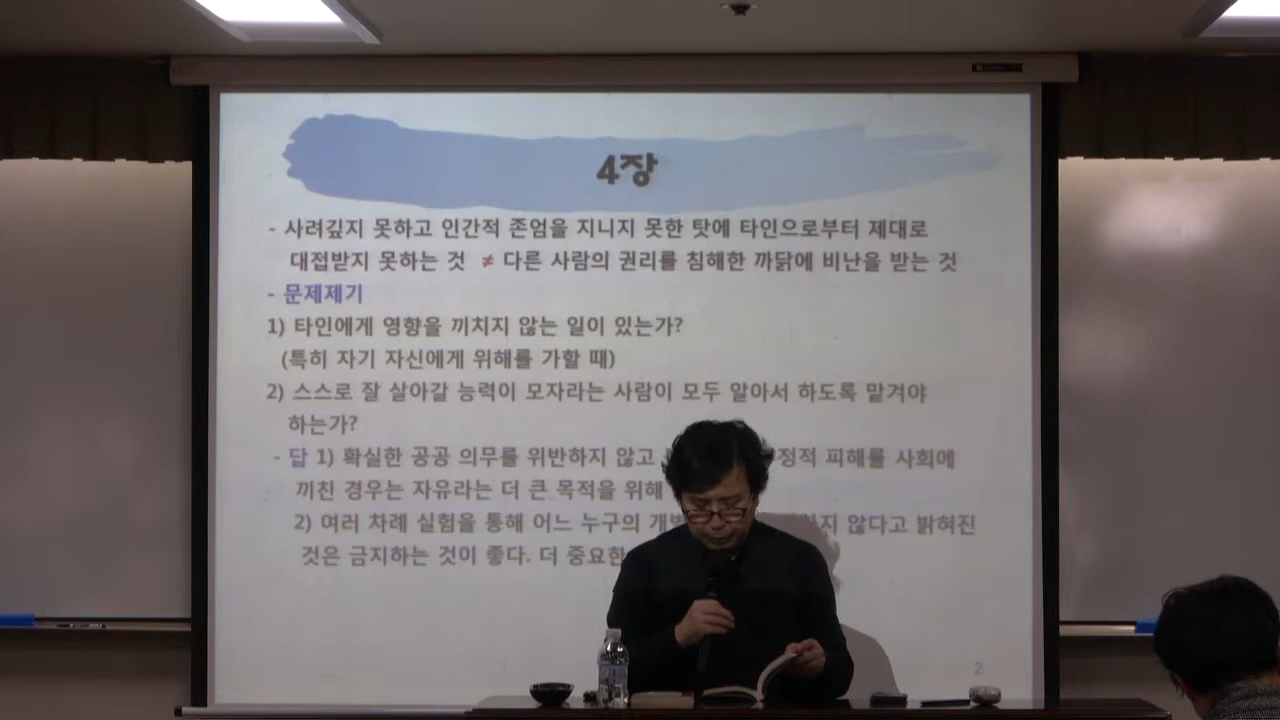 4장
- 사려깊지 못하고 인간적 존엄을 지니지 못한 탓에 타인으로부터 제대로
대접받지 못하는 것 ≠ 다른 사람의 권리를 침해한 까닭에 비난을 받는 것
- 문제제기
1) 타인에게 영향을 끼치지 않는 일이 있는가?
(특히 자기 자신에게 위해를 가할 때)
2) 스스로 잘 살아갈 능력이 모자라는 사람이 모두 알아서 하도록 맡겨야
하는가?
- 답 1) 확실한 공공 의무를 위반하지 않고 정적 피해를 사회에
끼친 경우는 자유라는 더 큰 목적을 위해
2) 여러 차례 실험을 통해 어느 누구의 하지 않다고 밝혀진
것은 금지하는 것이 좋다. 더 중요한
2